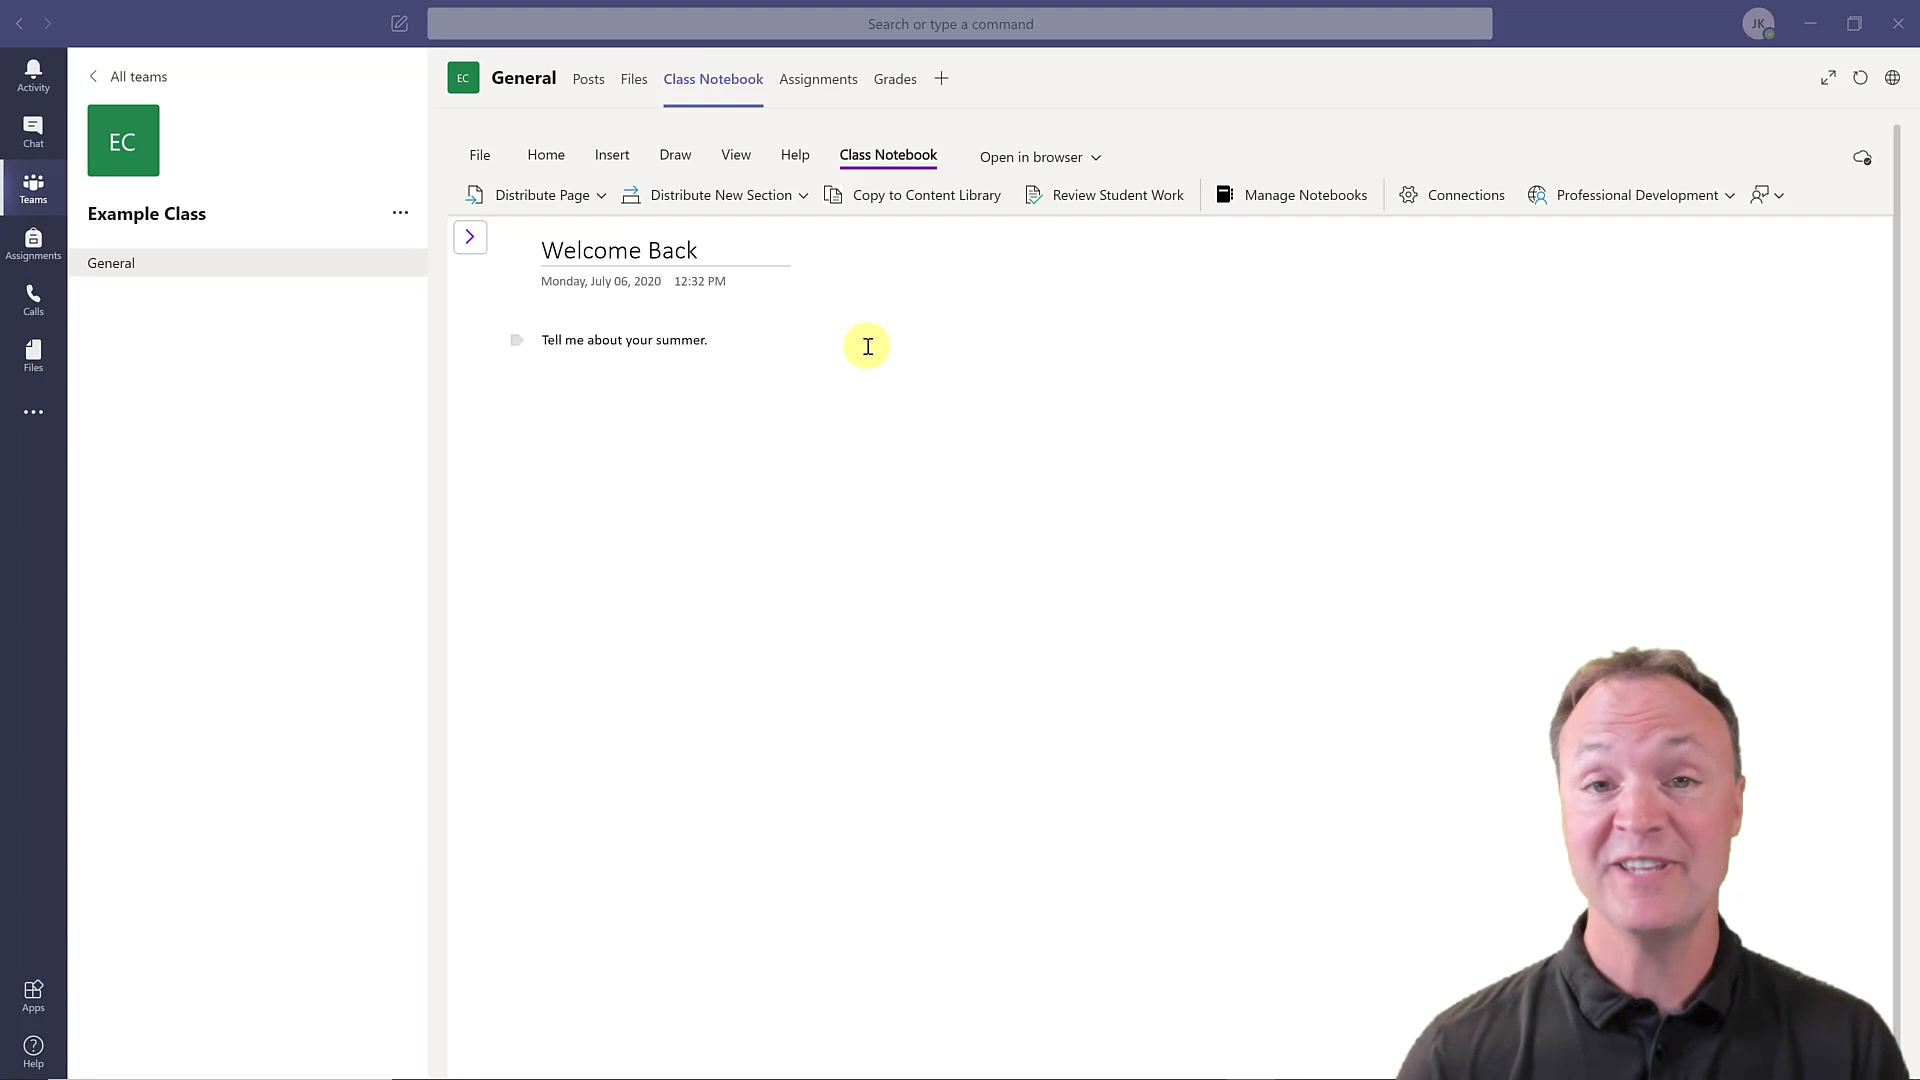 Search or type a command
JK
Activity
Chat
Teams
Assignments
Calls
Files
Apps
Help
All teams
EC
Example Class
General
EC General Posts Files Class Notebook Assignments Grades
File Home Insert Draw View Help Class Notebook Open in browser
Distribute Page Distribute New Section Copy to Content Library Review Student Work Manage Notebooks Connections Professional Development
Welcome Back
Monday, July 06, 2020 12:32 PM
Tell me about your summer.